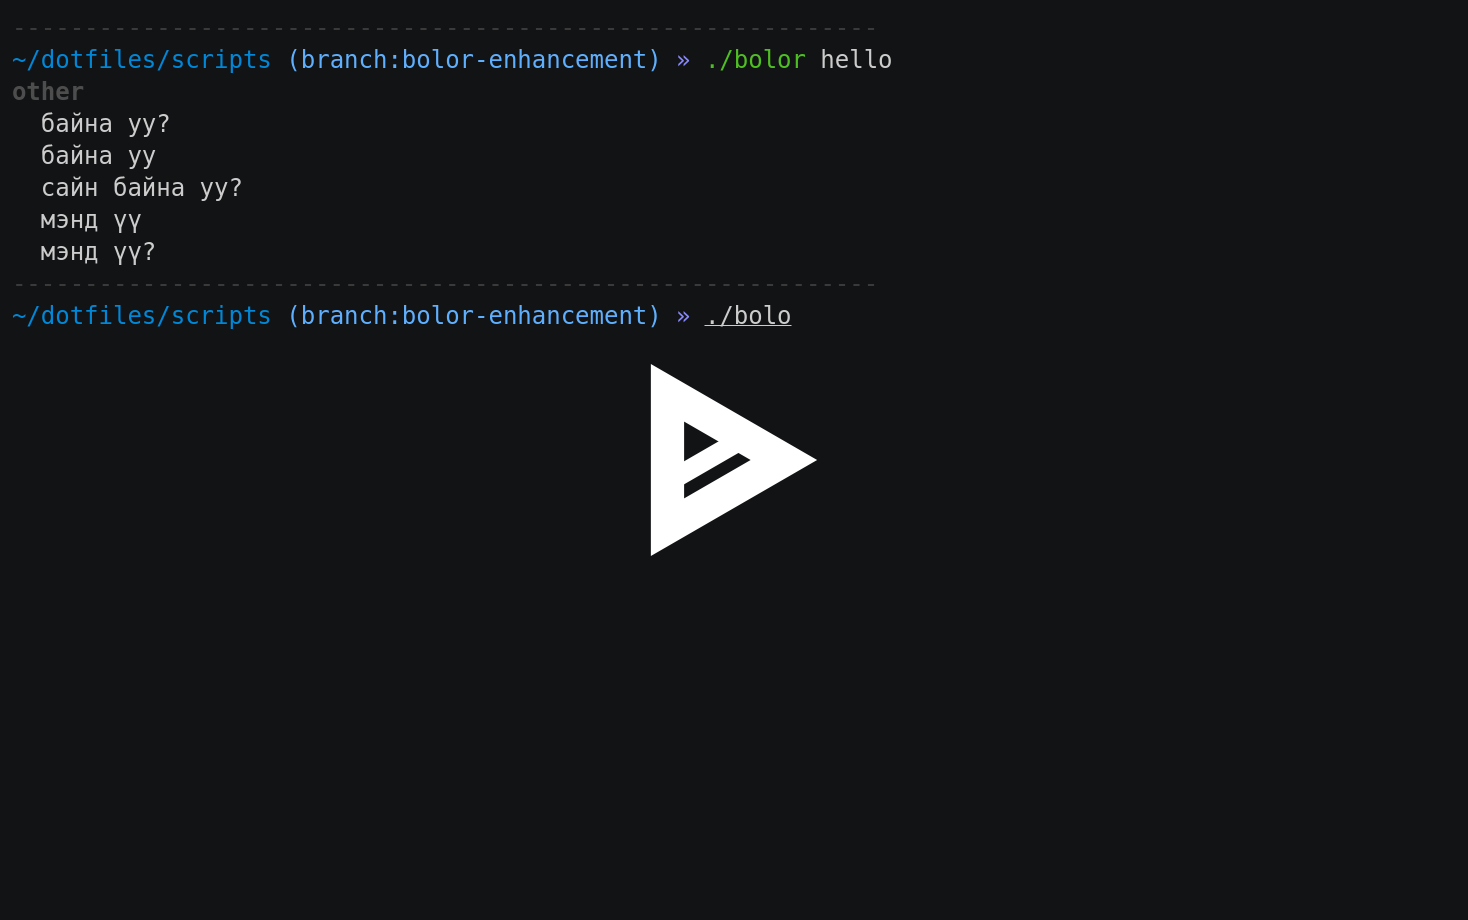 ------------------------------------------------------------
~/dotfiles/scripts (branch:bolor-enhancement) » ./bolor hello
other
  байна уу?
  байна уу
  сайн байна уу?
  мэнд үү
  мэнд үү?
------------------------------------------------------------
~/dotfiles/scripts (branch:bolor-enhancement) » ./bolo